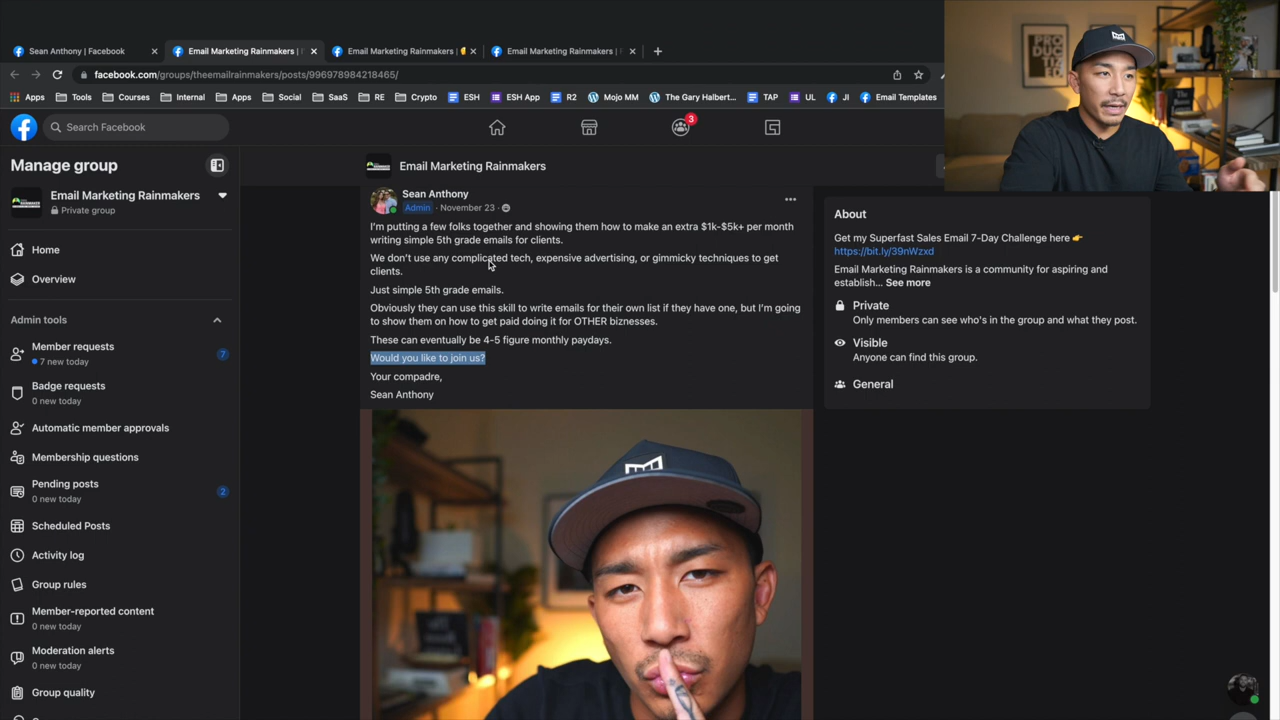 Sean Anthony | Facebook
Email Marketing Rainmakers |
Email Marketing Rainmakers |
Email Marketing Rainmakers |
facebook.com/groups/theemailrainmakers/posts/996978984218465/
Apps
Tools
Courses
Internal
Apps
Social
SaaS
RE
Crypto
ESH
ESH App
R2
Mojo MM
The Gary Halbert...
TAP
UL
JI
Email Templates
Search Facebook
3
Manage group
Email Marketing Rainmakers
Private group
Home
Overview
Admin tools
Member requests
7 new today
7
Badge requests
0 new today
Automatic member approvals
Membership questions
Pending posts
0 new today
2
Scheduled Posts
Activity log
Group rules
Member-reported content
0 new today
Moderation alerts
0 new today
Group quality
Email Marketing Rainmakers
Sean Anthony
Admin · November 23 ·
I'm putting a few folks together and showing them how to make an extra $1k-$5k+ per month
writing simple 5th grade emails for clients.
We don't use any complicated tech, expensive advertising, or gimmicky techniques to get
clients.
Just simple 5th grade emails.
Obviously they can use this skill to write emails for their own list if they have one, but I'm going
to show them on how to get paid doing it for OTHER biznesses.
These can eventually be 4-5 figure monthly paydays.
Would you like to join us?
Your compadre,
Sean Anthony
About
Get my Superfast Sales Email 7-Day Challenge here 👉
https://bit.ly/39nWzxd
Email Marketing Rainmakers is a community for aspiring and
establish... See more
Private
Only members can see who's in the group and what they post.
Visible
Anyone can find this group.
General